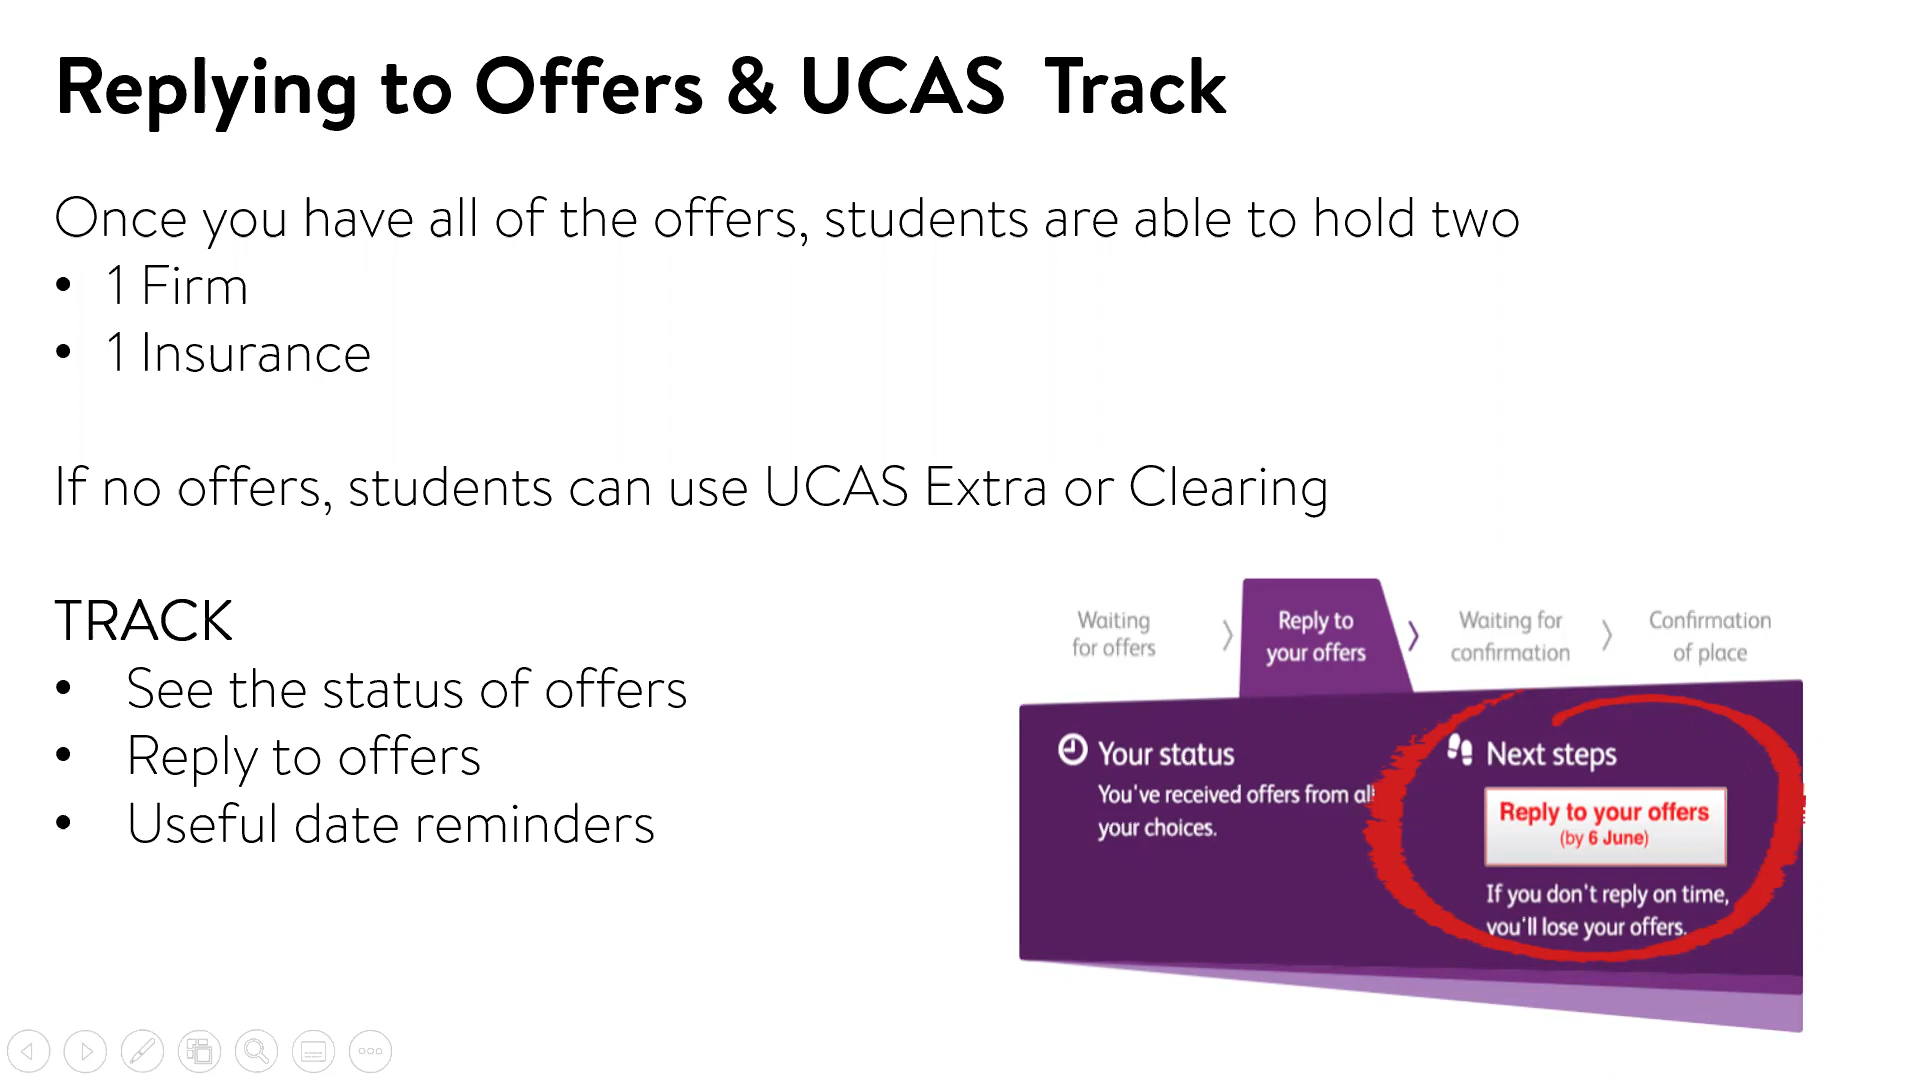 Replying to Offers & UCAS Track
Once you have all of the offers, students are able to hold two
• 1 Firm
• 1 Insurance
If no offers, students can use UCAS Extra or Clearing
TRACK
• See the status of offers
• Reply to offers
• Useful date reminders
Waiting
for offers
Reply to
your offers
Waiting for
confirmation
Confirmation
of place
Your status
You've received offers from all
your choices.
Next steps
Reply to your offers
(by 6 June)
If you don't reply on time,
you'll lose your offers.